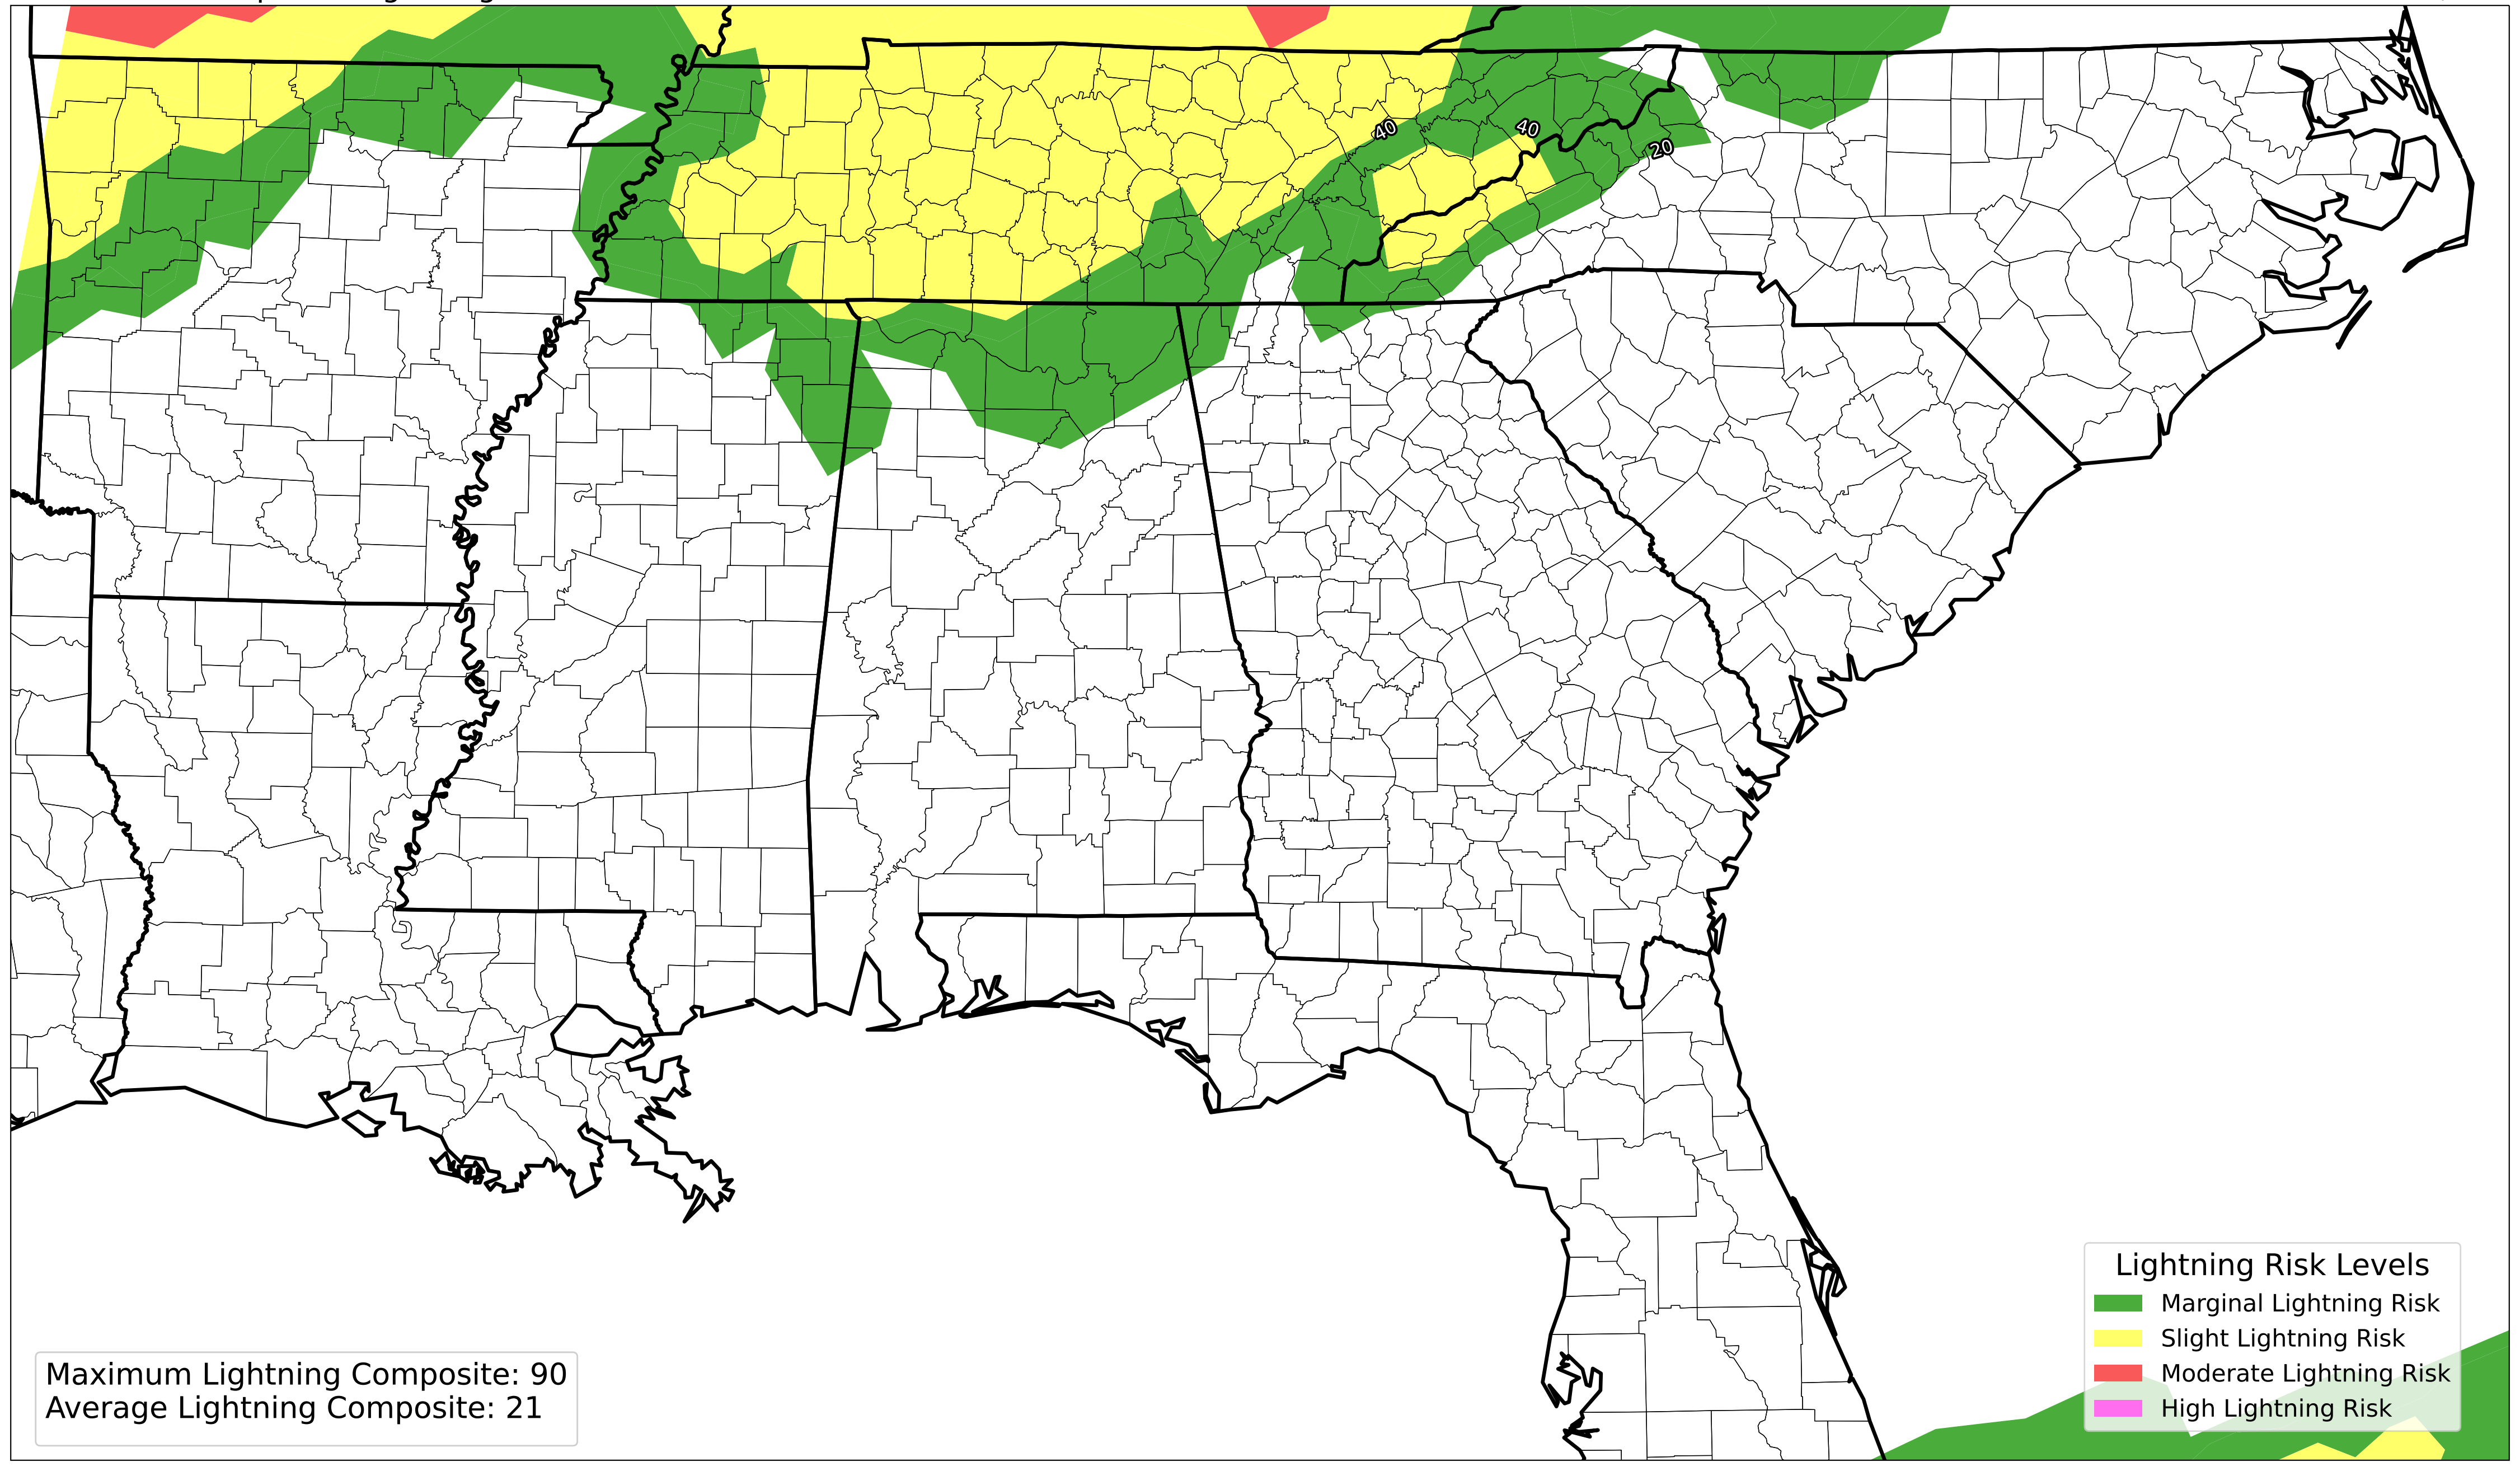 40
40
20
Lightning Risk Levels
Marginal Lightning Risk
Slight Lightning Risk
Moderate Lightning Risk
High Lightning Risk
Maximum Lightning Composite: 90
Average Lightning Composite: 21